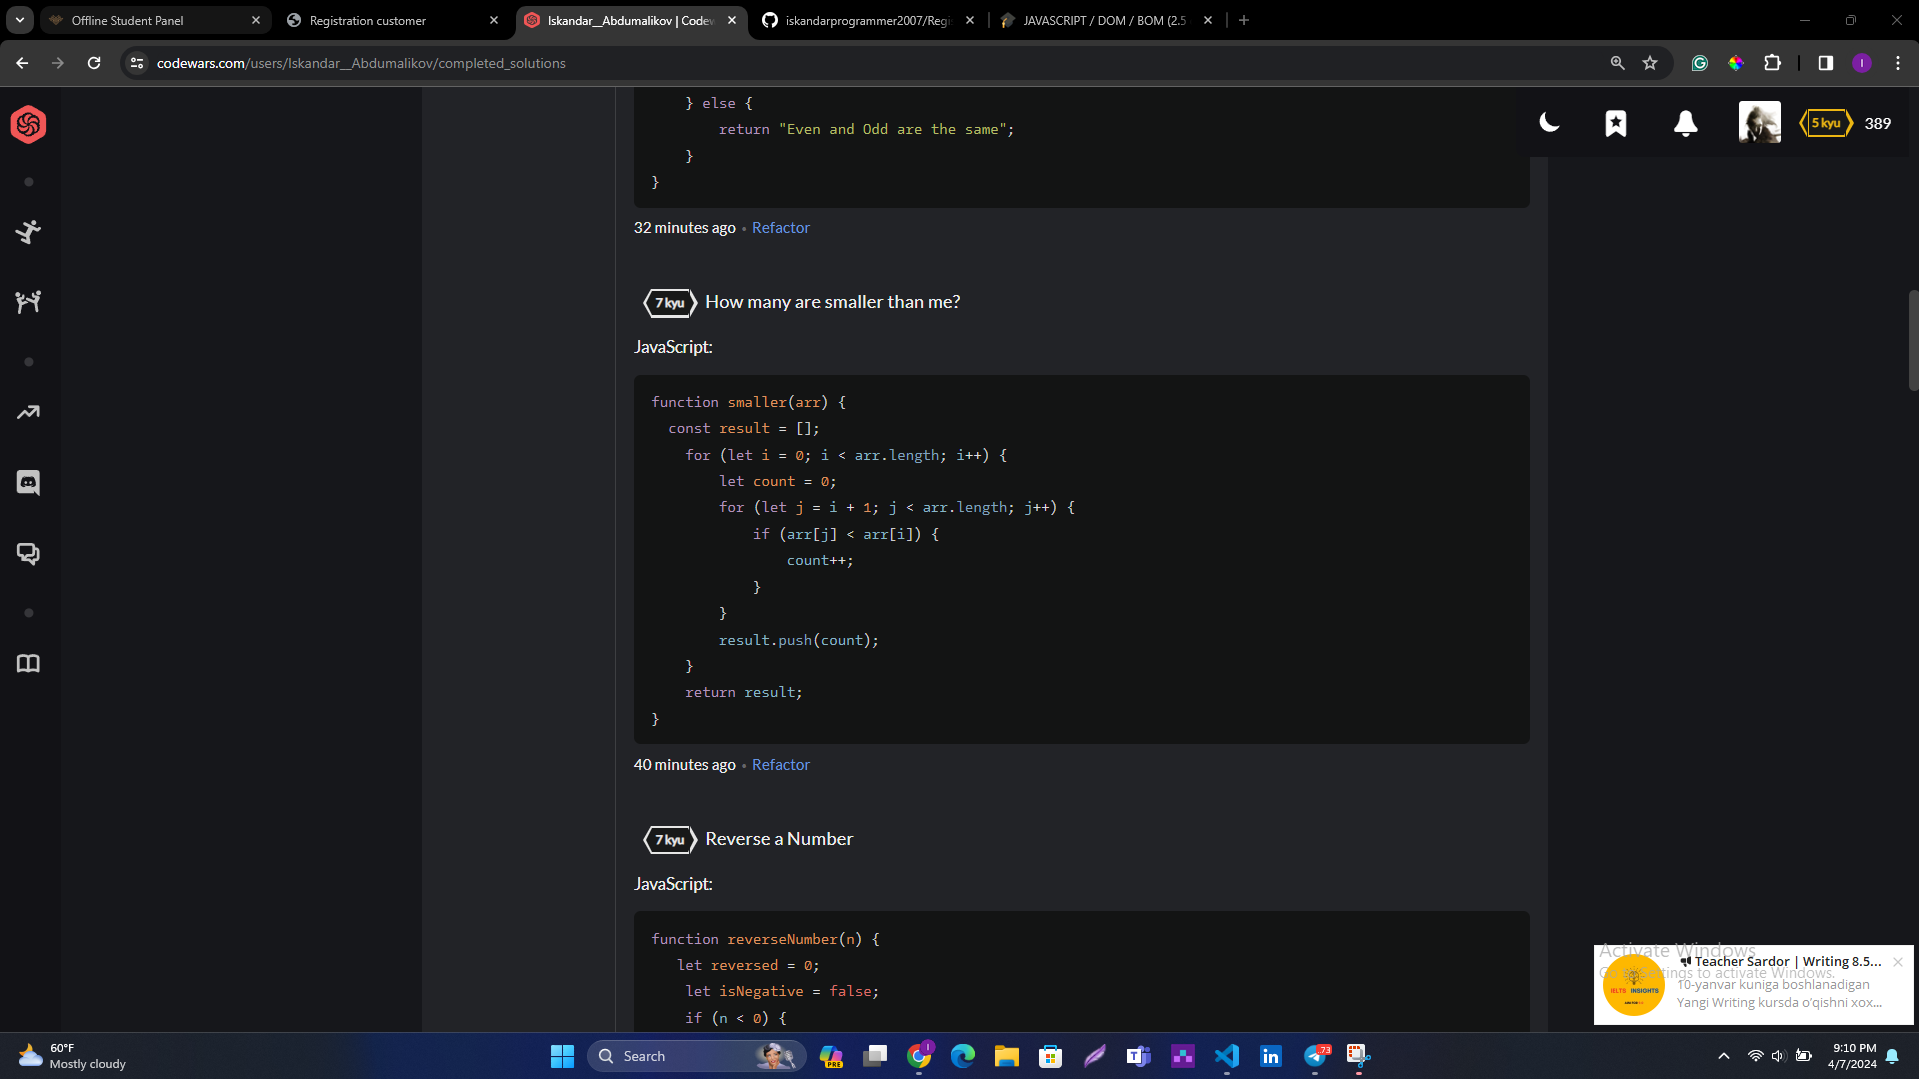 Offline Student Panel
Registration customer
Iskandar__Abdumalikov | Codew
iskandarprogrammer2007/Regi
JAVASCRIPT / DOM / BOM (2.5
codewars.com/users/Iskandar__Abdumalikov/completed_solutions
I
5 kyu 389
} else {
return "Even and Odd are the same";
}
}
32 minutes ago • Refactor
7 kyu How many are smaller than me?
JavaScript:
function smaller(arr) {
const result = [];
for (let i = 0; i < arr.length; i++) {
let count = 0;
for (let j = i + 1; j < arr.length; j++) {
if (arr[j] < arr[i]) {
count++;
}
}
result.push(count);
}
return result;
}
40 minutes ago • Refactor
7 kyu Reverse a Number
JavaScript:
function reverseNumber(n) {
let reversed = 0;
let isNegative = false;
if (n < 0) {
Activate Windows
Go to Settings to activate Windows.
IELTS INSIGHTS
Teacher Sardor | Writing 8.5...
10-yanvar kuniga boshlanadigan
Yangi Writing kursda o'qishni xox...
60°F
Mostly cloudy
Search
PRE
I
73
9:10 PM
4/7/2024